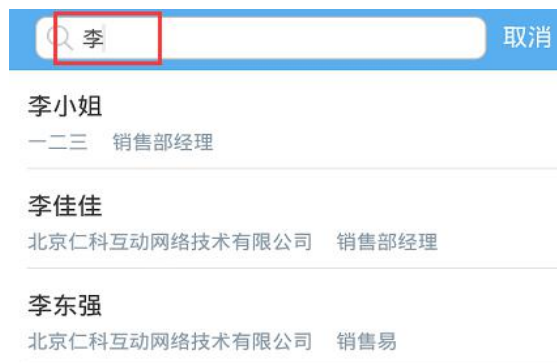 李 取消
李小姐
一二三 销售部经理
李佳佳
北京仁科互动网络技术有限公司 销售部经理
李东强
北京仁科互动网络技术有限公司 销售易